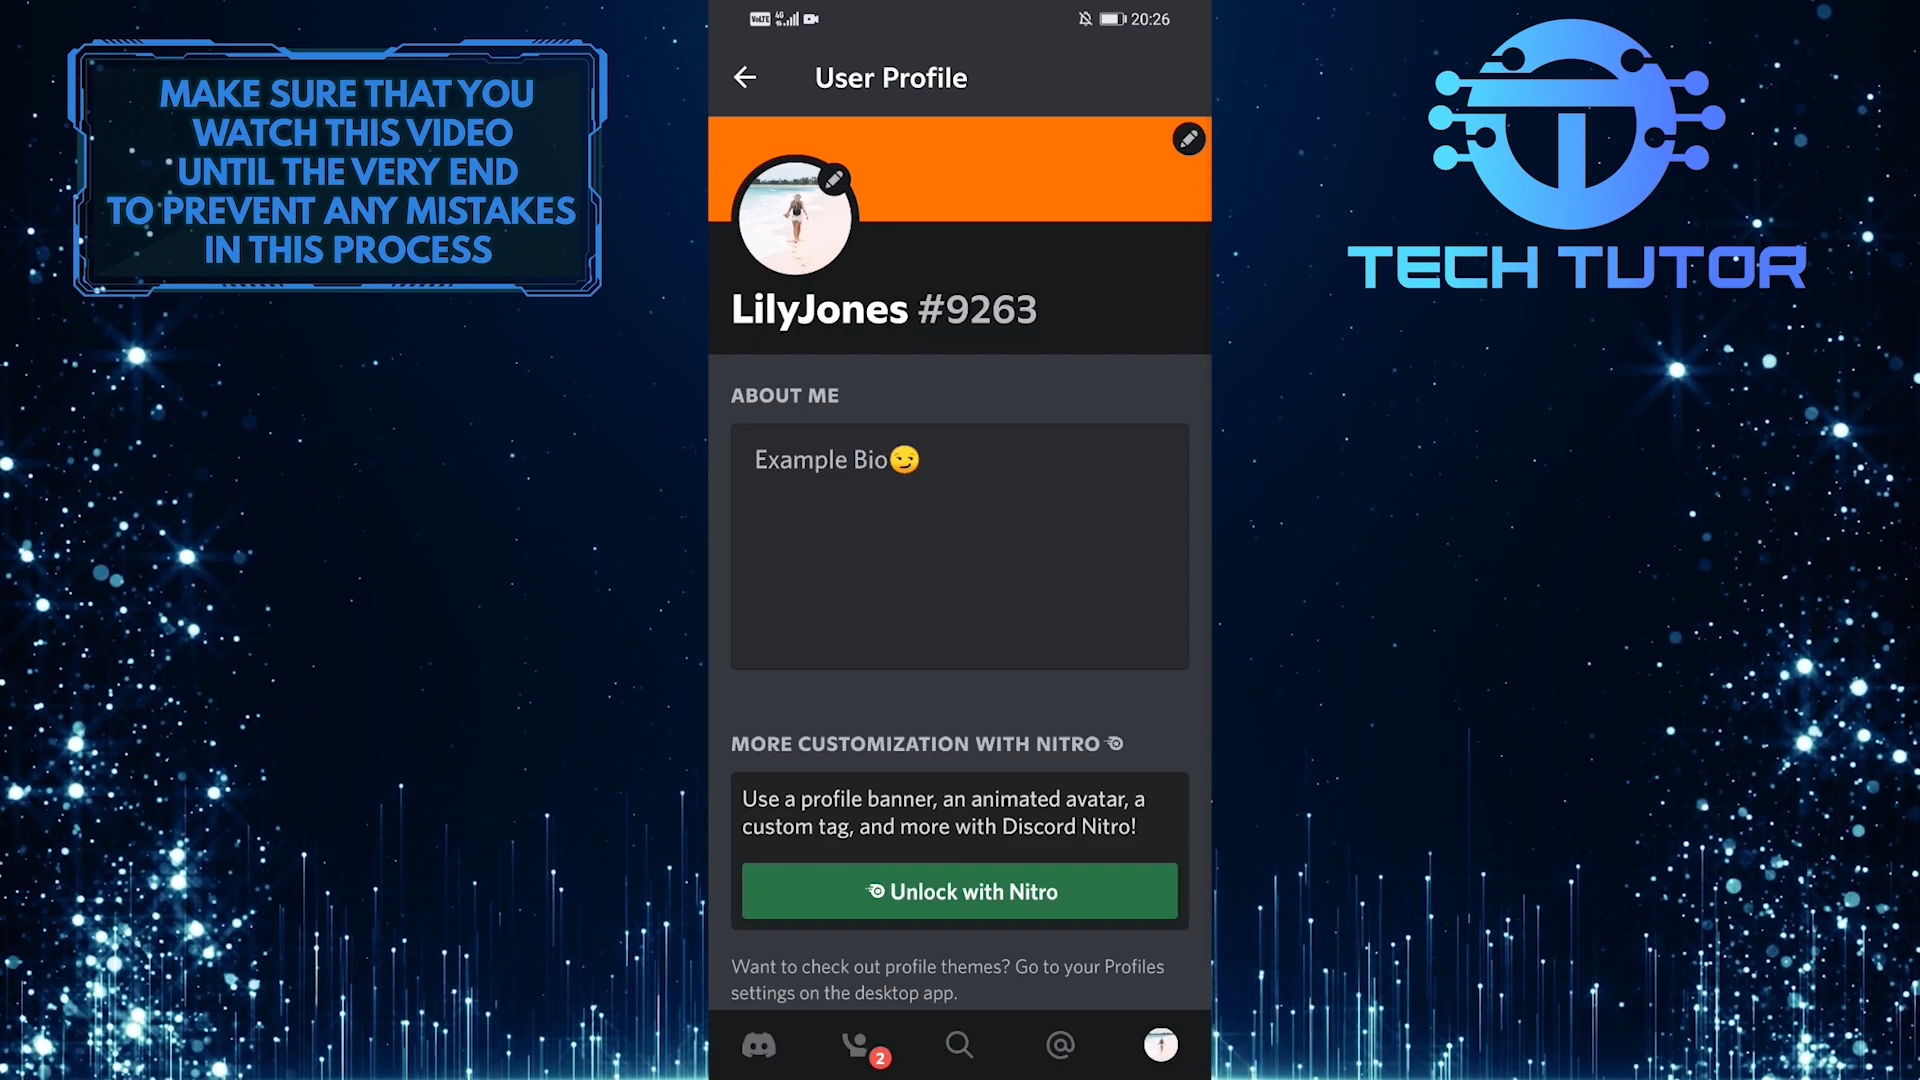 MAKE SURE THAT YOU
WATCH THIS VIDEO
UNTIL THE VERY END
TO PREVENT ANY MISTAKES
IN THIS PROCESS
VoLTE 4G 20:26
User Profile
LilyJones #9263
ABOUT ME
Example Bio😏
MORE CUSTOMIZATION WITH NITRO
Use a profile banner, an animated avatar, a
custom tag, and more with Discord Nitro!
Unlock with Nitro
Want to check out profile themes? Go to your Profiles
settings on the desktop app.
2
TECH TUTOR